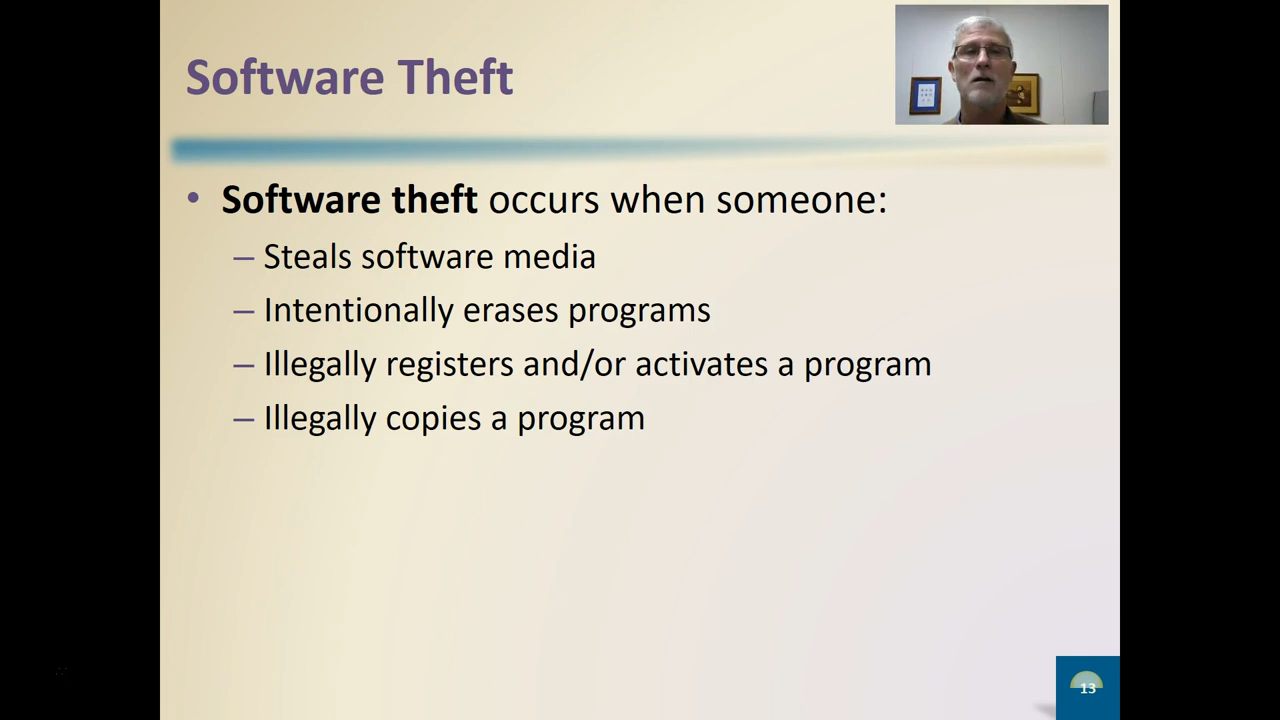 Software Theft
• Software theft occurs when someone:
– Steals software media
– Intentionally erases programs
– Illegally registers and/or activates a program
– Illegally copies a program
13